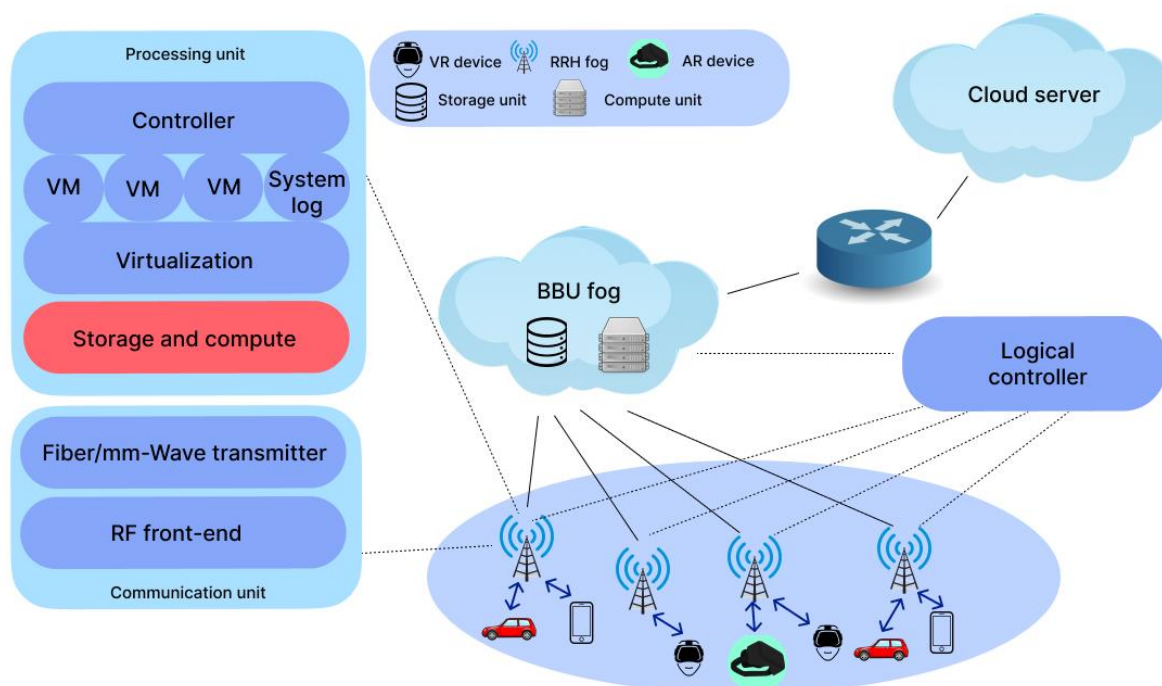 Processing unit
Controller
VM
VM
VM
System
log
Virtualization
Storage and compute
Fiber/mm-Wave transmitter
RF front-end
Communication unit
VR device
RRH fog
AR device
Storage unit
Compute unit
Cloud server
BBU fog
Logical
controller